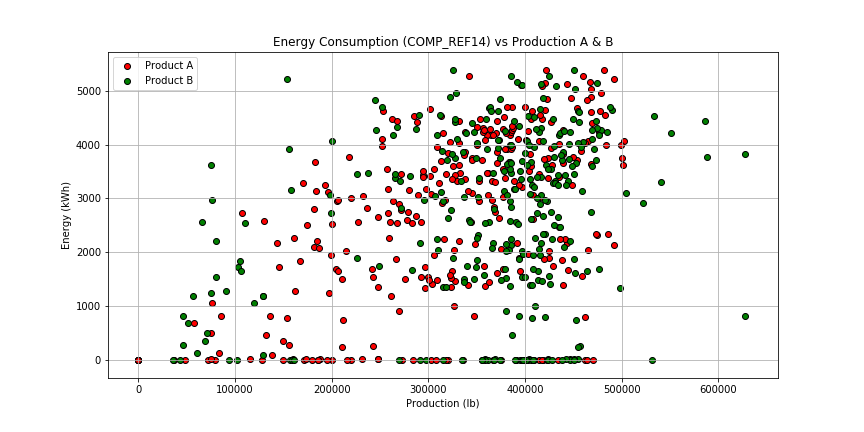 Energy Consumption (COMP_REF14) vs Production A & B
Product A
Product B
5000
4000
3000
2000
1000
0
Energy (kWh)
0 100000 200000 300000 400000 500000 600000
Production (lb)